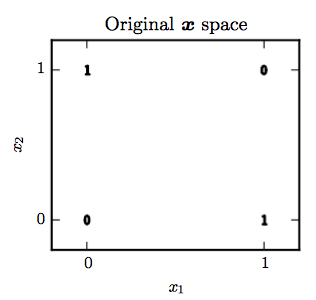 Original x space
1 1 0
x₂
0 0 1
0 1
x₁